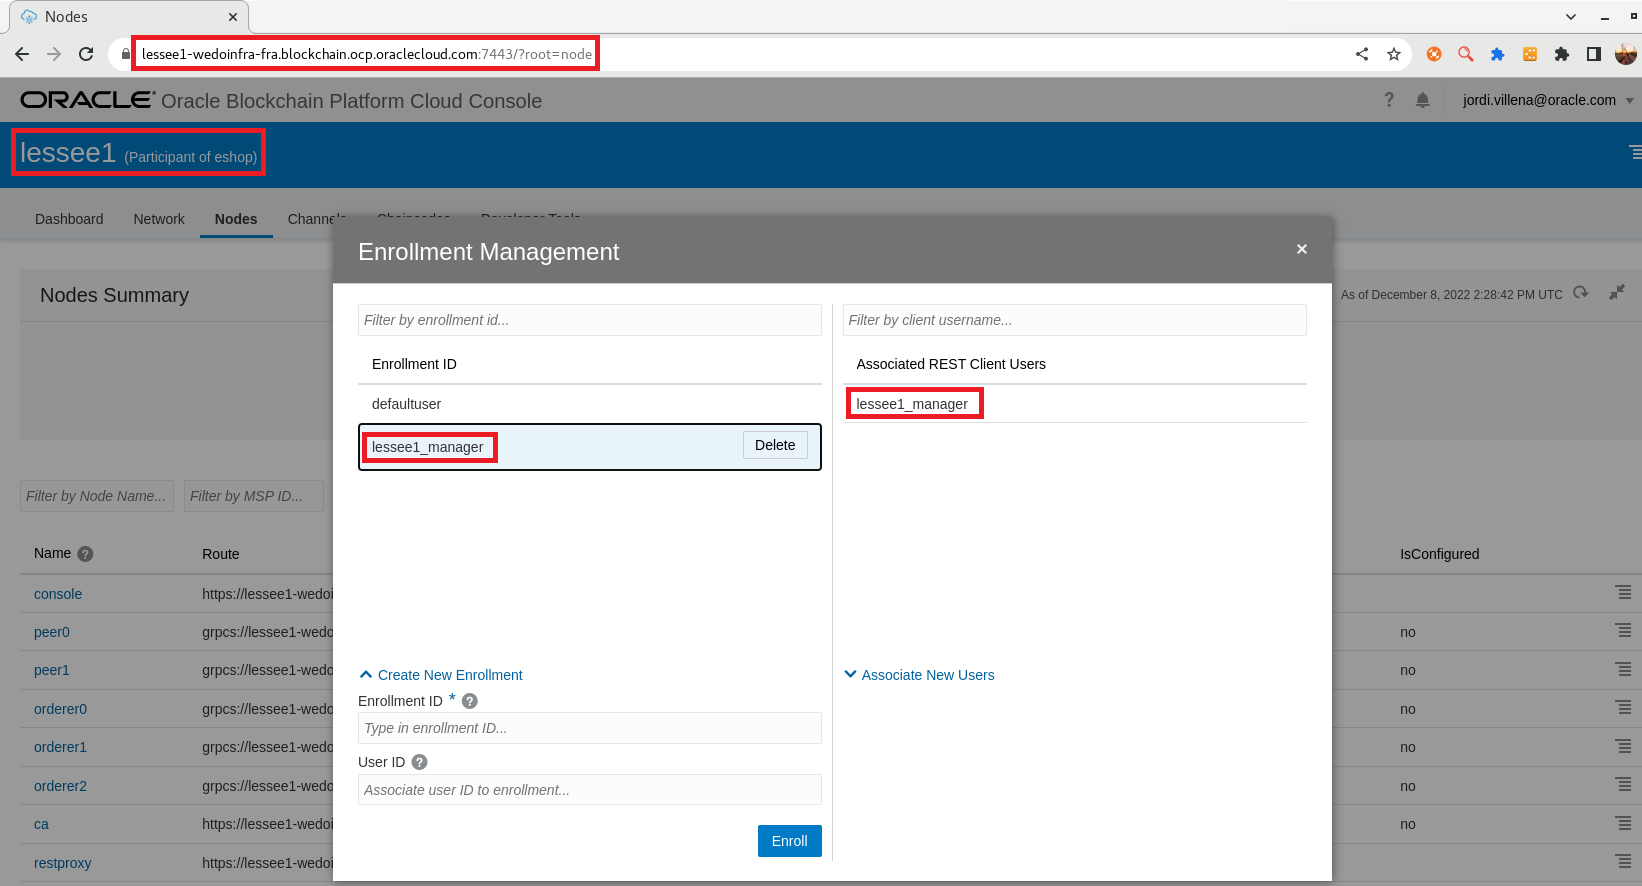 Nodes
lessee1-wedoinfra-fra.blockchain.ocp.oraclecloud.com:7443/?root=node
ORACLE Oracle Blockchain Platform Cloud Console
jordi.villena@oracle.com
lessee1 (Participant of eshop)
Dashboard Network Nodes Channels Chaincodes Developer Tools
Enrollment Management
Nodes Summary
As of December 8, 2022 2:28:42 PM UTC
Filter by enrollment id...
Filter by client username...
Enrollment ID
Associated REST Client Users
defaultuser
lessee1_manager
lessee1_manager
Delete
Filter by Node Name...
Filter by MSP ID...
Name
Route
IsConfigured
console https://lessee1-wedoi
peer0 grpcs://lessee1-wedo no
peer1 grpcs://lessee1-wedo no
Create New Enrollment
Associate New Users
orderer0 grpcs://lessee1-wedo no
Enrollment ID *
Type in enrollment ID...
orderer1 grpcs://lessee1-wedo no
User ID
Associate user ID to enrollment...
orderer2 grpcs://lessee1-wedo no
ca https://lessee1-wedoi no
Enroll
restproxy https://lessee1-wedoi